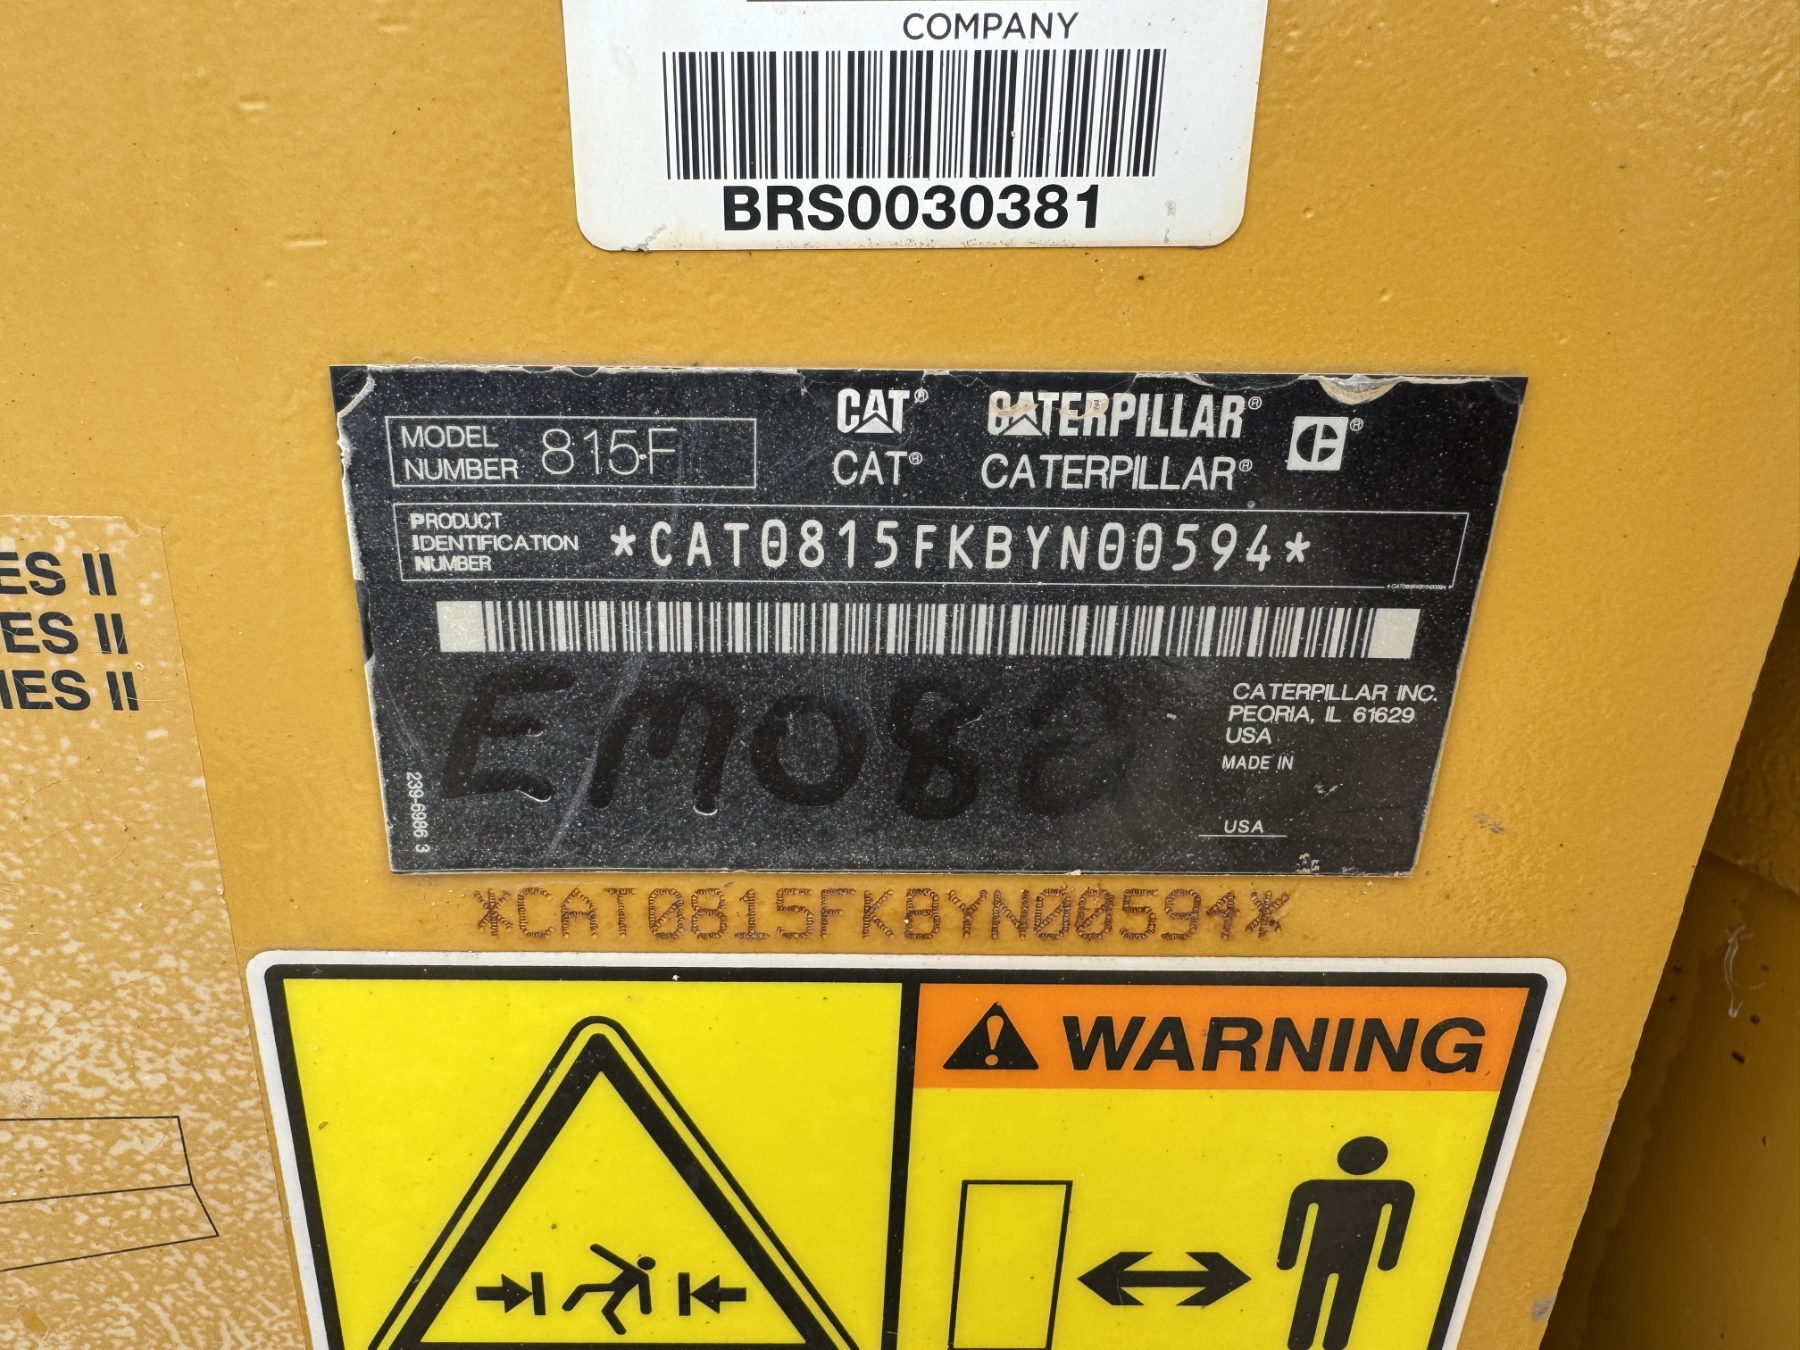 COMPANY
BRS0030381
MODEL NUMBER 815F
CAT® CATERPILLAR® ®
CAT® CATERPILLAR®
PRODUCT IDENTIFICATION NUMBER *CAT0815FKBYN00594*
EM080
CATERPILLAR INC.
PEORIA, IL 61629
USA
MADE IN
USA
239-6986 3
*CAT0815FKBYN00594*
ES II
ES II
IES II
WARNING